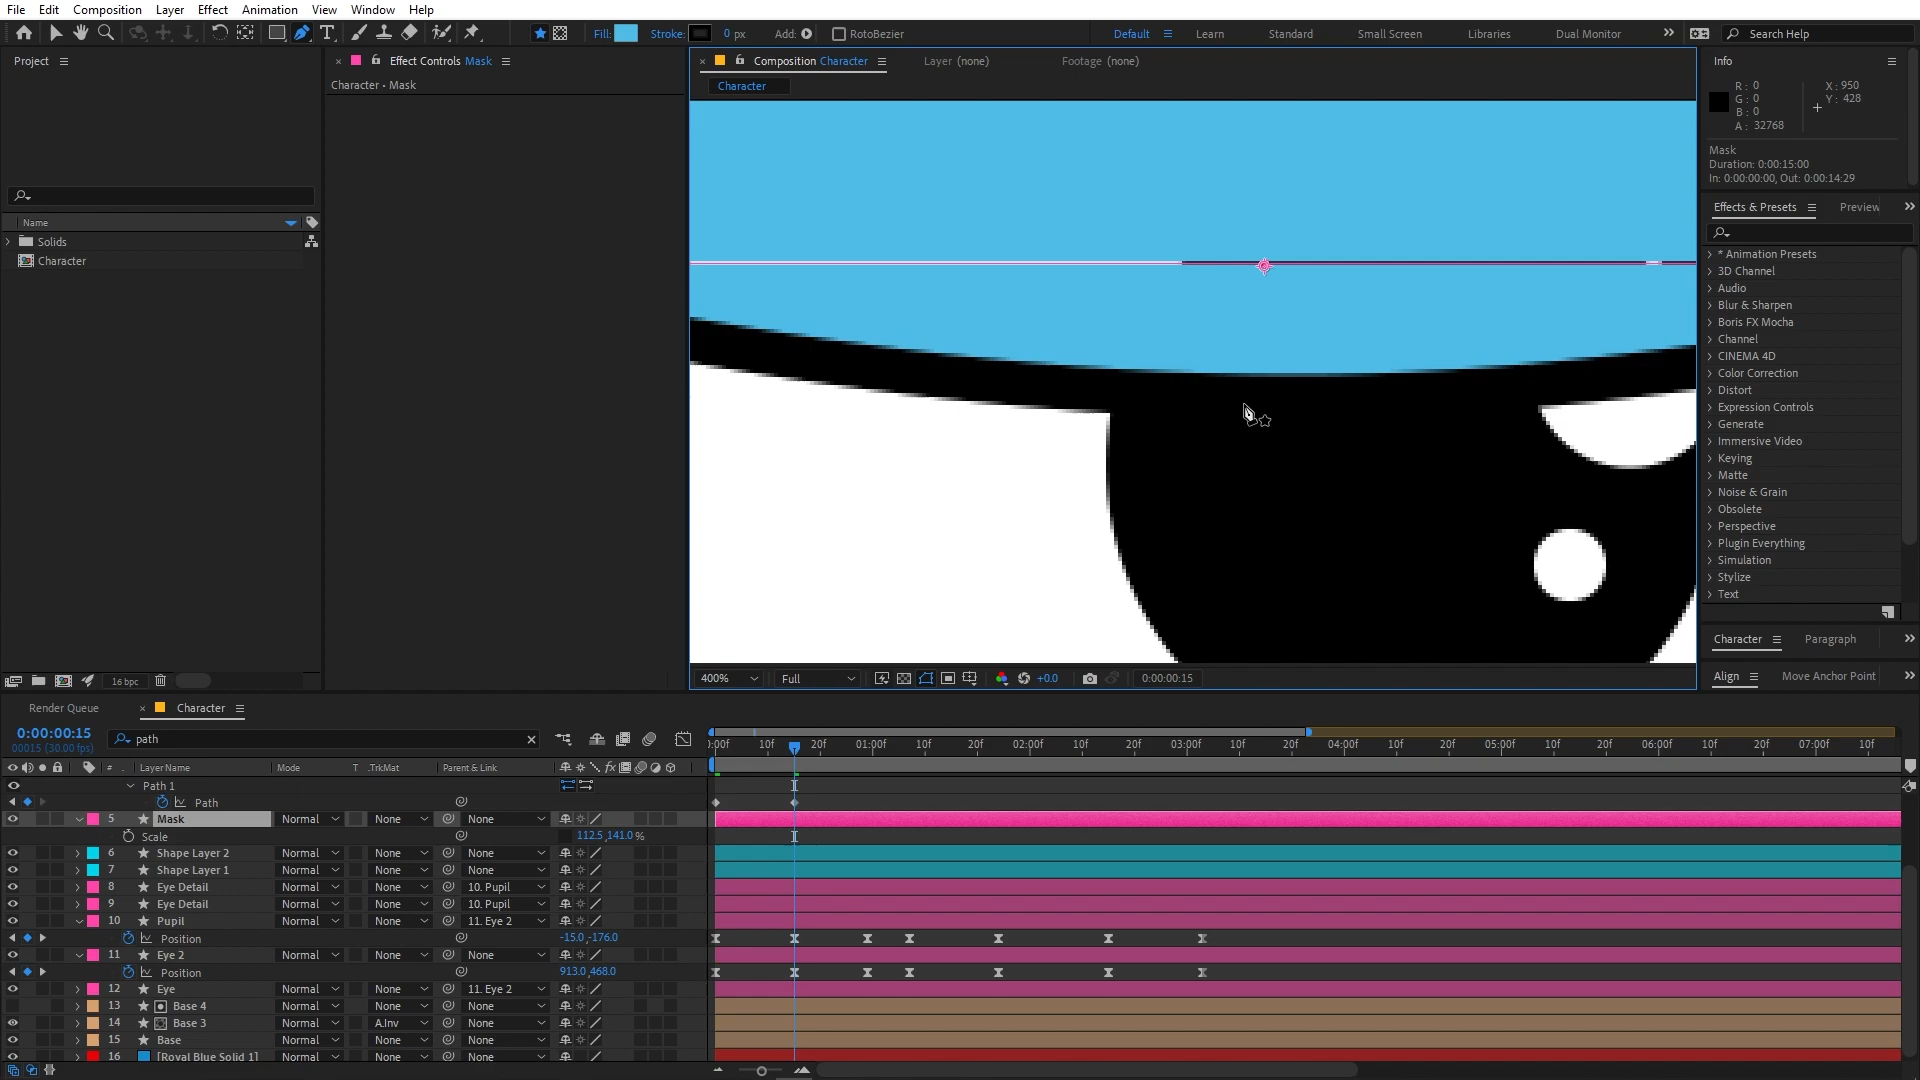 File Edit Composition Layer Effect Animation View Window Help
Fill: Stroke: 0 px Add: RotoBezier Default Learn Standard Small Screen Libraries Dual Monitor Search Help
Project Effect Controls Mask Composition Character Layer (none) Footage (none) Info
Character • Mask Character R: 0 X: 950
G: 0 Y: 428
B: 0
A: 32768
Mask
Duration: 0:00:15:00
In: 0:00:00:00, Out: 0:00:14:29
Effects & Presets Preview
Name
Solids
Character
* Animation Presets
3D Channel
Audio
Blur & Sharpen
Boris FX Mocha
Channel
CINEMA 4D
Color Correction
Distort
Expression Controls
Generate
Immersive Video
Keying
Matte
Noise & Grain
Obsolete
Perspective
Plugin Everything
Simulation
Stylize
Text
Character Paragraph
Align Move Anchor Point
16 bpc 400% Full +0.0 0:00:00:15
Render Queue Character
0:00:00:15 path
00015 (30.00 fps)
:00f 10f 20f 01:00f 10f 20f 02:00f 10f 20f 03:00f 10f 20f 04:00f 10f 20f 05:00f 10f 20f 06:00f 10f 20f 07:00f 10f
# Layer Name Mode T .TrkMat Parent & Link fx
Path 1
Path
5 Mask Normal None None
Scale 112.5,141.0 %
6 Shape Layer 2 Normal None None
7 Shape Layer 1 Normal None None
8 Eye Detail Normal None 10. Pupil
9 Eye Detail Normal None 10. Pupil
10 Pupil Normal None 11. Eye 2
Position -15.0,-176.0
11 Eye 2 Normal None None
Position 913.0,468.0
12 Eye Normal None 11. Eye 2
13 Base 4 Normal None None
14 Base 3 Normal A.Inv None
15 Base Normal None None
16 [Royal Blue Solid 1] Normal None None